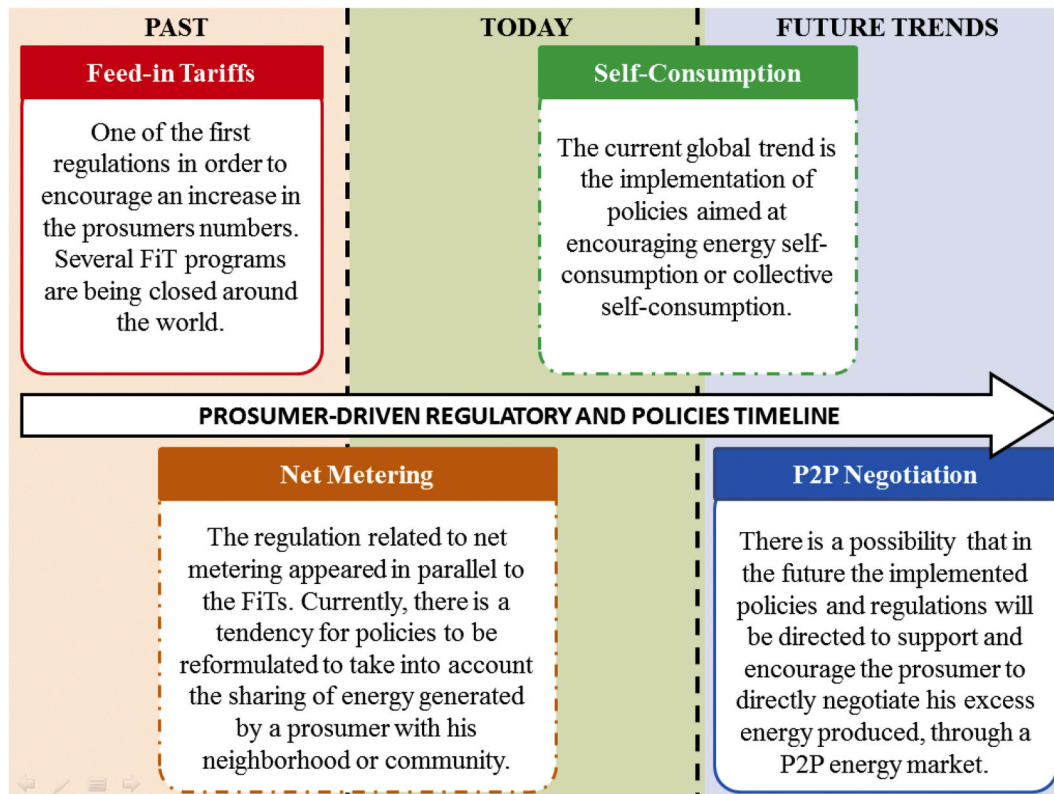 PAST
TODAY
FUTURE TRENDS
Feed-in Tariffs
One of the first
regulations in order to
encourage an increase in
the prosumers numbers.
Several FiT programs
are being closed around
the world.
Self-Consumption
The current global trend is
the implementation of
policies aimed at
encouraging energy self-
consumption or collective
self-consumption.
PROSUMER-DRIVEN REGULATORY AND POLICIES TIMELINE
Net Metering
The regulation related to net
metering appeared in parallel to
the FiTs. Currently, there is a
tendency for policies to be
reformulated to take into account
the sharing of energy generated
by a prosumer with his
neighborhood or community.
P2P Negotiation
There is a possibility that in
the future the implemented
policies and regulations will
be directed to support and
encourage the prosumer to
directly negotiate his excess
energy produced, through a
P2P energy market.